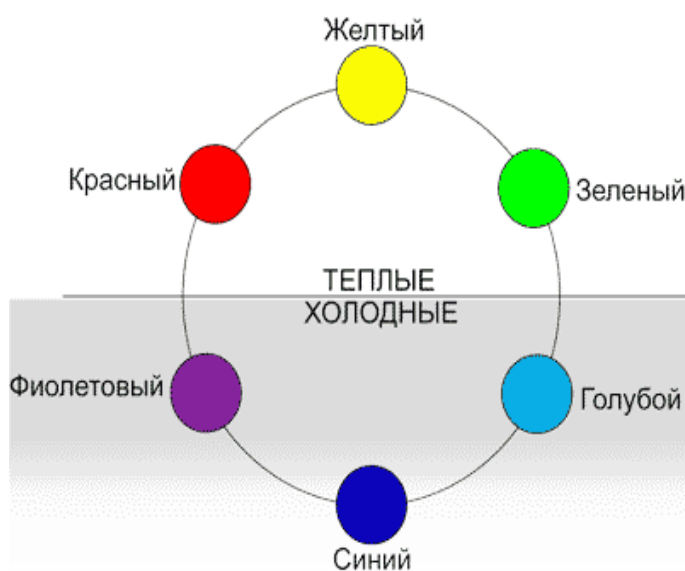 Желтый
Красный
Зеленый
ТЕПЛЫЕ
ХОЛОДНЫЕ
Фиолетовый
Голубой
Синий